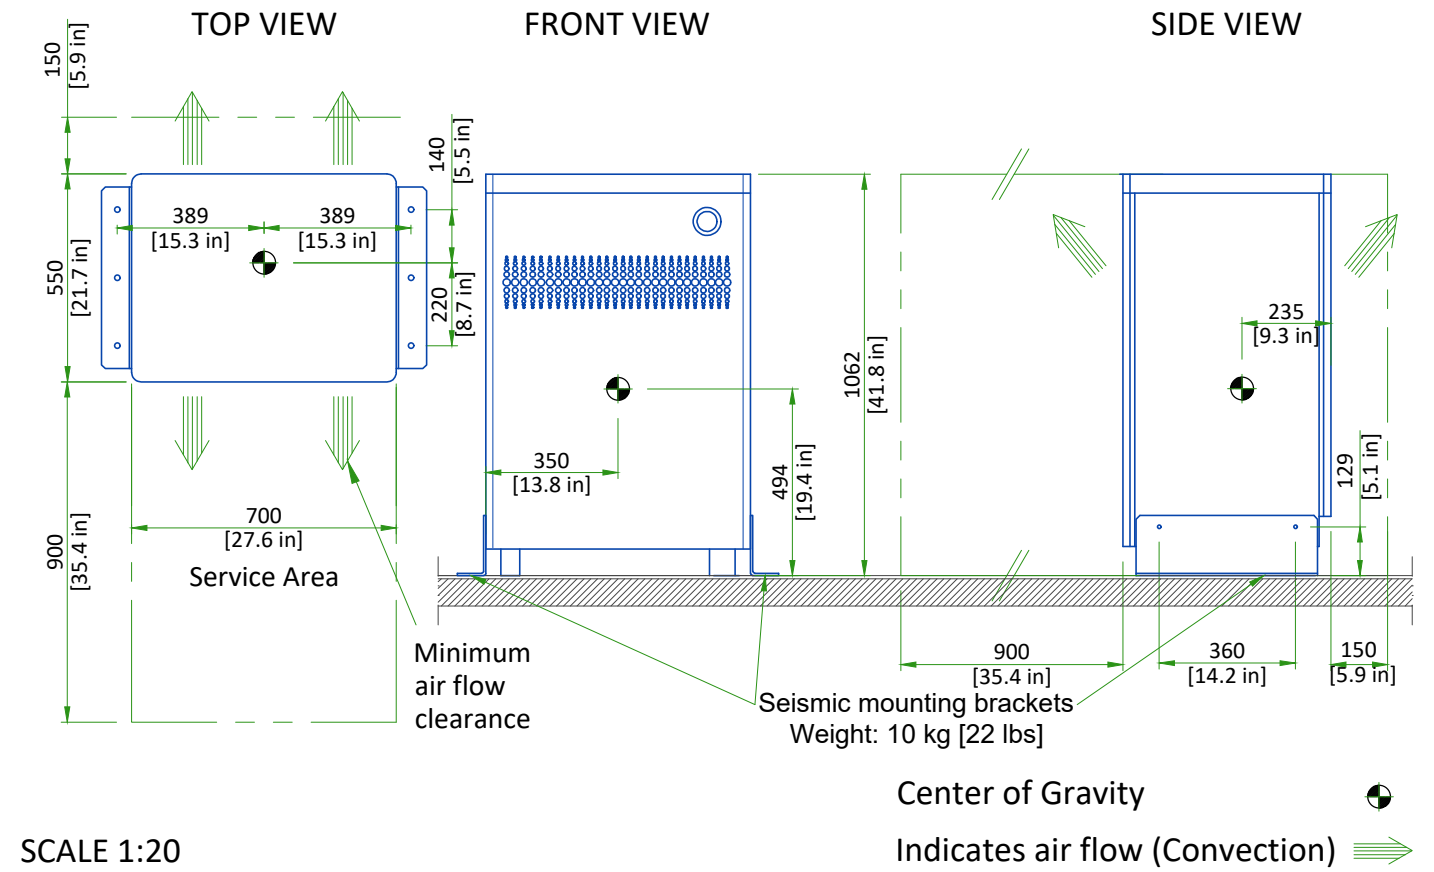 TOP VIEW
FRONT VIEW
SIDE VIEW
150
[5.9 in]
140
[5.5 in]
389
[15.3 in]
389
[15.3 in]
550
[21.7 in]
220
[8.7 in]
235
[9.3 in]
1062
[41.8 in]
350
[13.8 in]
494
[19.4 in]
129
[5.1 in]
700
[27.6 in]
900
[35.4 in]
Service Area
Minimum
air flow
clearance
900
[35.4 in]
360
[14.2 in]
150
[5.9 in]
Seismic mounting brackets
Weight: 10 kg [22 lbs]
Center of Gravity
Indicates air flow (Convection)
SCALE 1:20